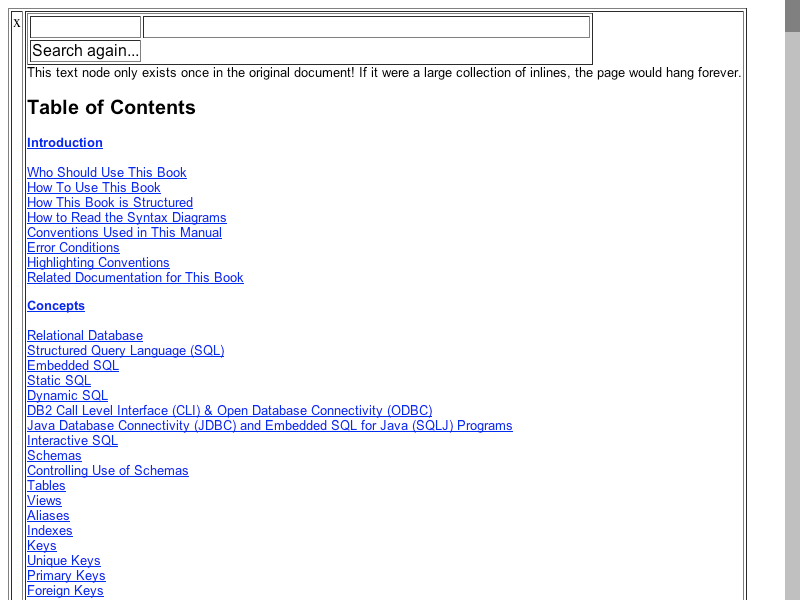 x
Search again...
This text node only exists once in the original document! If it were a large collection of inlines, the page would hang forever.
Table of Contents
Introduction
Who Should Use This Book
How To Use This Book
How This Book is Structured
How to Read the Syntax Diagrams
Conventions Used in This Manual
Error Conditions
Highlighting Conventions
Related Documentation for This Book
Concepts
Relational Database
Structured Query Language (SQL)
Embedded SQL
Static SQL
Dynamic SQL
DB2 Call Level Interface (CLI) & Open Database Connectivity (ODBC)
Java Database Connectivity (JDBC) and Embedded SQL for Java (SQLJ) Programs
Interactive SQL
Schemas
Controlling Use of Schemas
Tables
Views
Aliases
Indexes
Keys
Unique Keys
Primary Keys
Foreign Keys